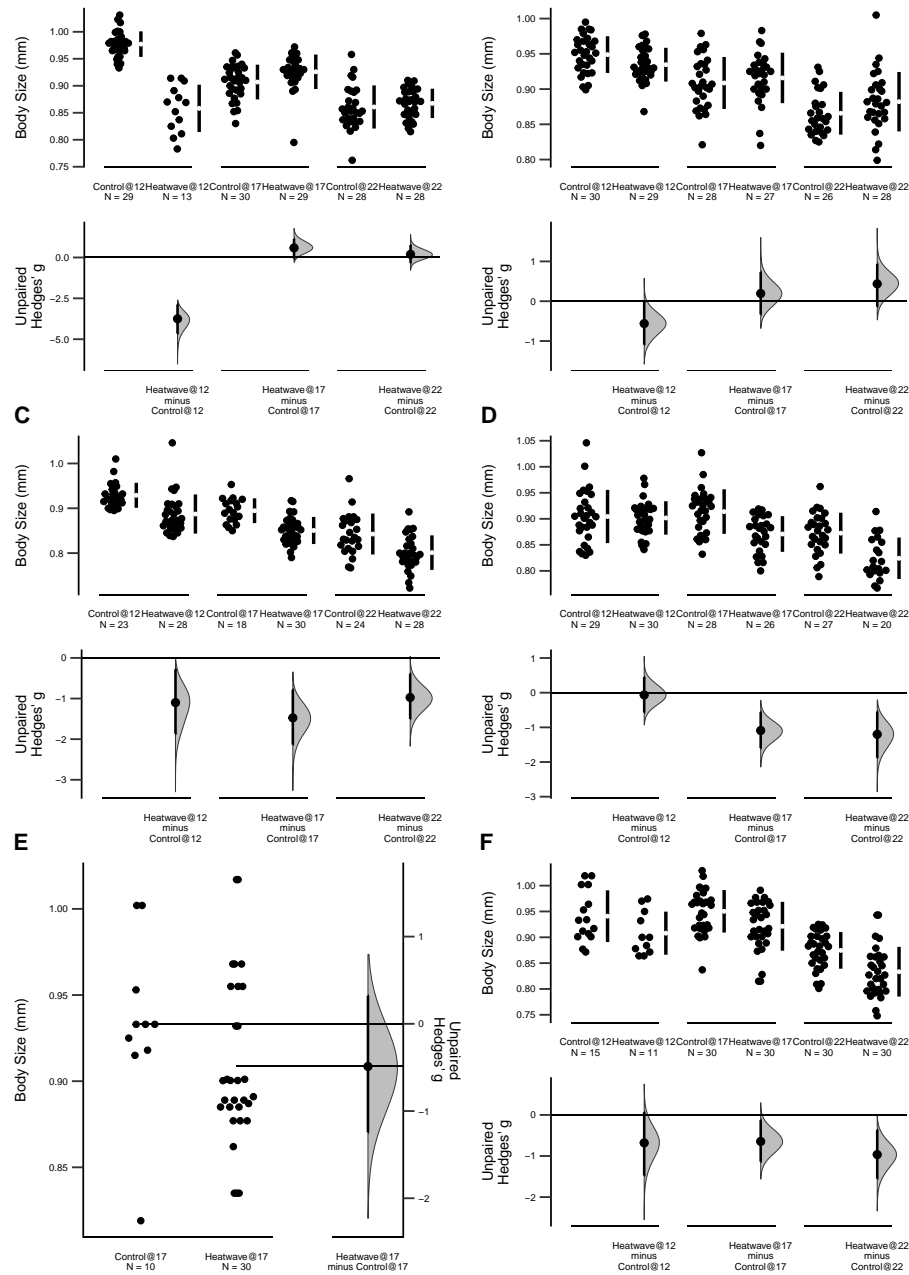 Body Size (mm)
1.00
0.95
0.90
0.85
0.80
0.75
Control@12 Heatwave@12 Control@17 Heatwave@17 Control@22 Heatwave@22
N = 29 N = 13 N = 30 N = 29 N = 28 N = 28
Unpaired
Hedges' g
0.0
−2.5
−5.0
Heatwave@12 Heatwave@17 Heatwave@22
minus minus minus
Control@12 Control@17 Control@22
Body Size (mm)
1.00
0.95
0.90
0.85
0.80
Control@12 Heatwave@12 Control@17 Heatwave@17 Control@22 Heatwave@22
N = 30 N = 29 N = 28 N = 27 N = 26 N = 28
Unpaired
Hedges' g
1
0
−1
Heatwave@12 Heatwave@17 Heatwave@22
minus minus minus
Control@12 Control@17 Control@22
C
Body Size (mm)
1.0
0.9
0.8
Control@12 Heatwave@12 Control@17 Heatwave@17 Control@22 Heatwave@22
N = 23 N = 28 N = 18 N = 30 N = 24 N = 28
Unpaired
Hedges' g
0
−1
−2
−3
Heatwave@12 Heatwave@17 Heatwave@22
minus minus minus
Control@12 Control@17 Control@22
D
Body Size (mm)
1.05
1.00
0.95
0.90
0.85
0.80
Control@12 Heatwave@12 Control@17 Heatwave@17 Control@22 Heatwave@22
N = 29 N = 30 N = 28 N = 26 N = 27 N = 20
Unpaired
Hedges' g
1
0
−1
−2
−3
Heatwave@12 Heatwave@17 Heatwave@22
minus minus minus
Control@12 Control@17 Control@22
E
Body Size (mm)
1.00
0.95
0.90
0.85
1
0
−1
−2
Unpaired
Hedges' g
Control@17 Heatwave@17 Heatwave@17
N = 10 N = 30 minus Control@17
F
Body Size (mm)
1.00
0.95
0.90
0.85
0.80
0.75
Control@12 Heatwave@12 Control@17 Heatwave@17 Control@22 Heatwave@22
N = 15 N = 11 N = 30 N = 30 N = 30 N = 30
Unpaired
Hedges' g
0
−1
−2
Heatwave@12 Heatwave@17 Heatwave@22
minus minus minus
Control@12 Control@17 Control@22